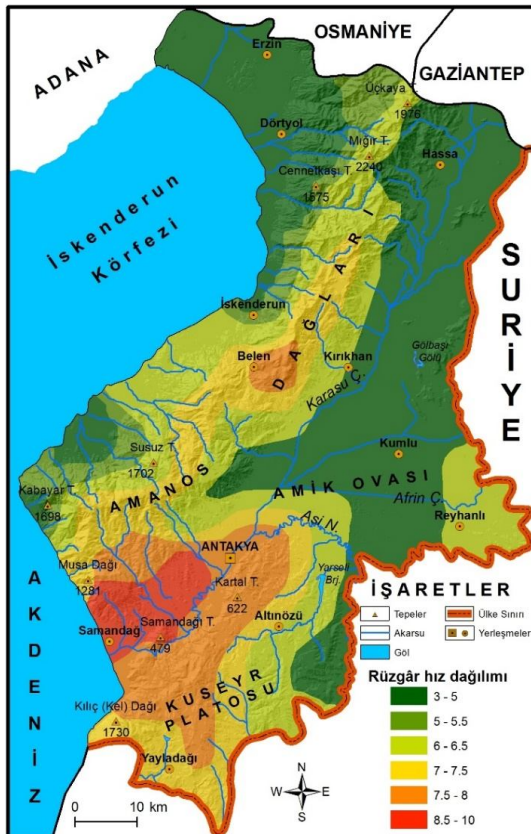 OSMANİYE
GAZİANTEP
ADANA
Erzin
Üçkaya T.
1976
Dörtyol
Mığır T.
2240
Hassa
Cennetkaşı T.
İskenderun
Körfezi
İskenderun
Belen
Kırıkhan
Gölbaşı
Gölü
SURİYE
Karasu Ç.
Kumlu
Susuz T.
1702
AMANOS DAĞLARI
AMİK OVASI
Afrin Ç.
Kabayar T.
1698
Reyhanlı
Asi N.
ANTAKYA
Yarseli
Brj.
Musa Dağı
1281
Kartal T.
622
Altınözü
Samandağ
Samandağı T.
479
KUSEYR
PLATOSU
Kılıç (Kel) Dağı
1730
Yayladağı
AKDENİZ
0 10 km
N
W E
S
İŞARETLER
Tepeler
Ülke Sınırı
Akarsu
Yerleşmeler
Göl
Rüzgâr hız dağılımı
3 - 5
5 - 5.5
6 - 6.5
7 - 7.5
7.5 - 8
8.5 - 10